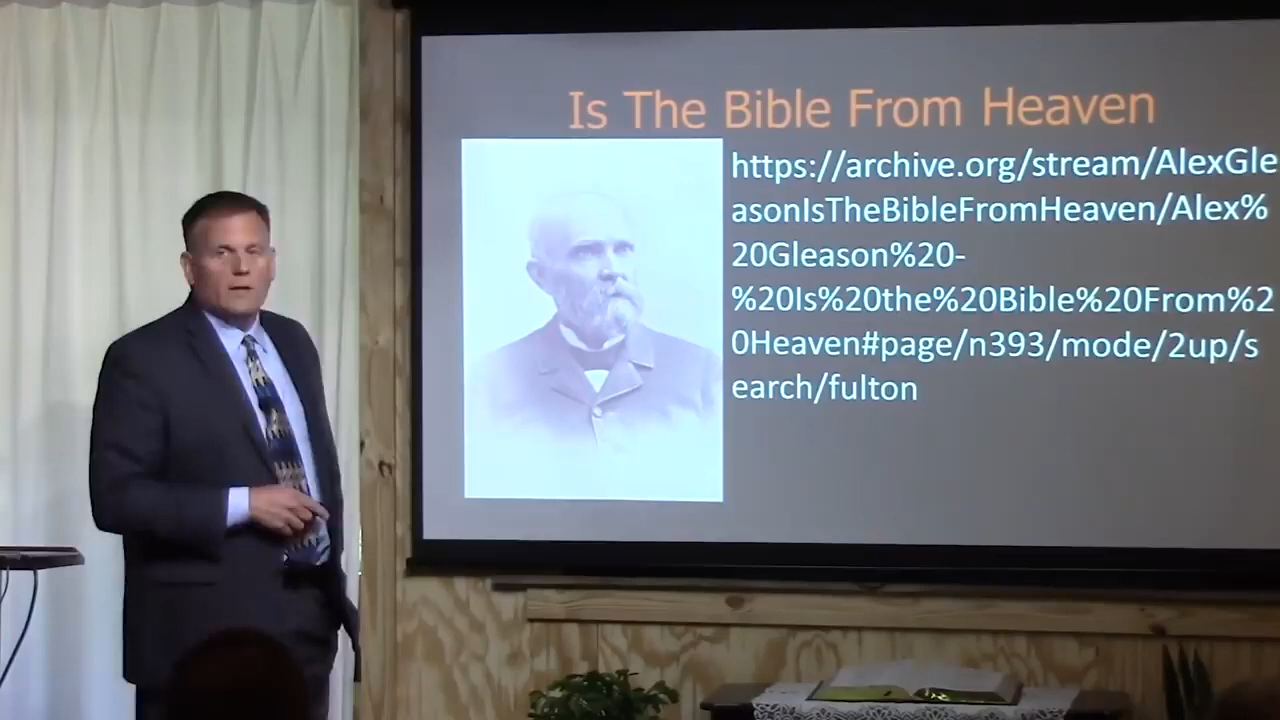 Is The Bible From Heaven
https://archive.org/stream/AlexGle
asonIsTheBibleFromHeaven/Alex%
20Gleason%20-
%20Is%20the%20Bible%20From%2
0Heaven#page/n393/mode/2up/s
earch/fulton